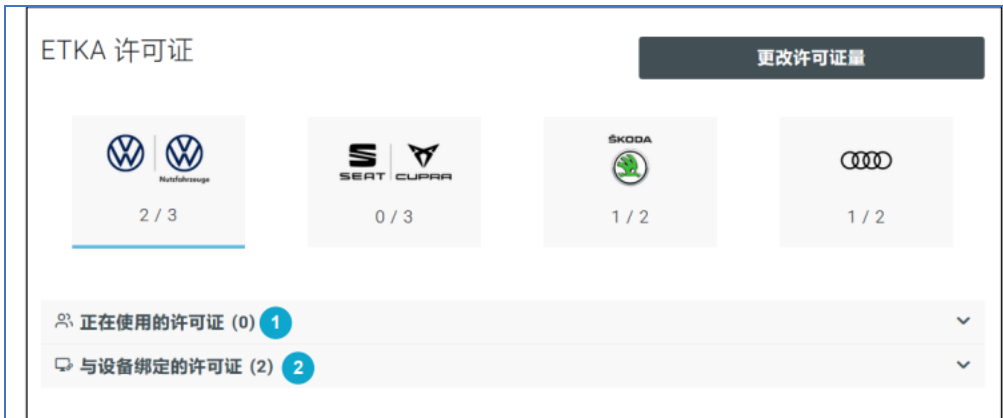 ETKA 许可证
更改许可证量
Nutzfahrzeuge
2 / 3
SEAT CUPRA
0 / 3
ŠKODA
1 / 2
1 / 2
正在使用的许可证 (0) 1
与设备绑定的许可证 (2) 2